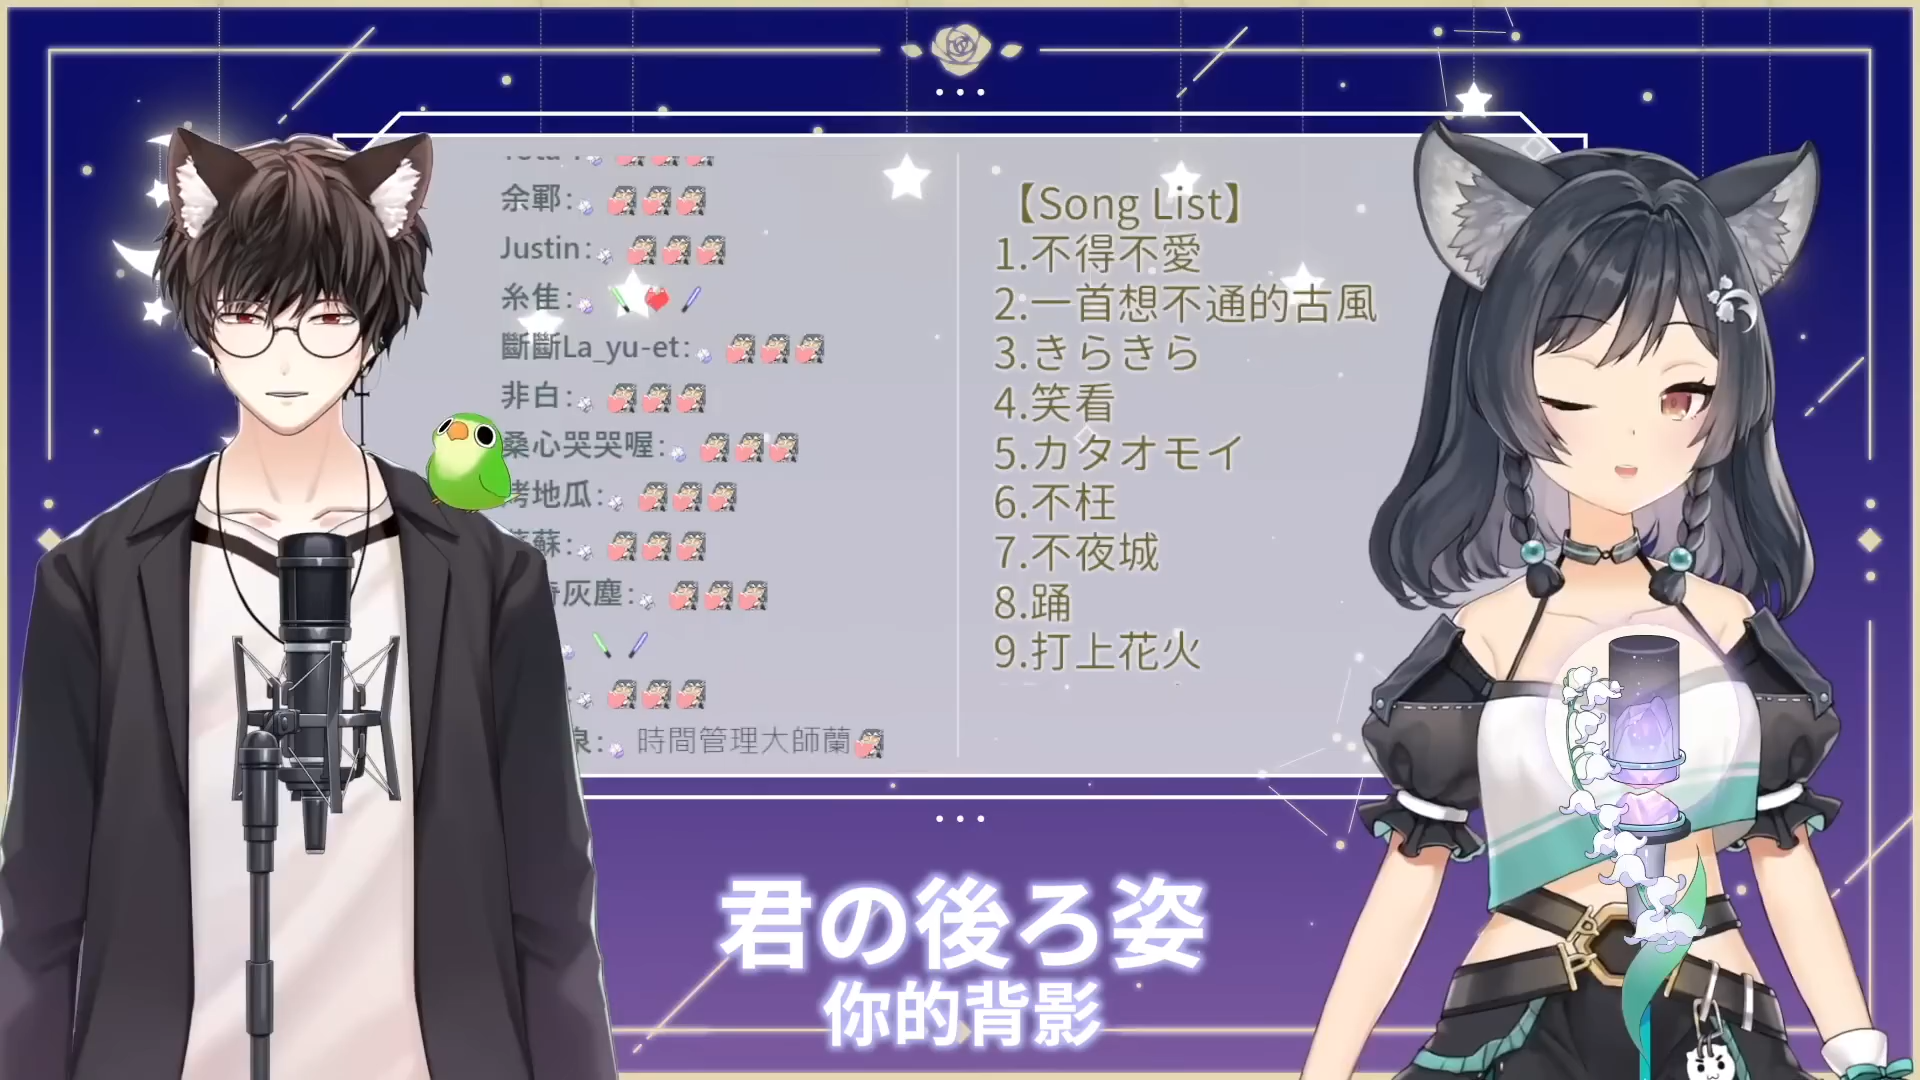 余鄆:
Justin:
糸隹:
斷斷La_yu-et:
非白:
桑心哭哭喔:
地瓜:
蘇:
灰塵:
時間管理大師蘭
【Song List】
1.不得不愛
2.一首想不通的古風
3.きらきら
4.笑看
5.カタオモイ
6.不枉
7.不夜城
8.踊
9.打上花火
君の後ろ姿
你的背影